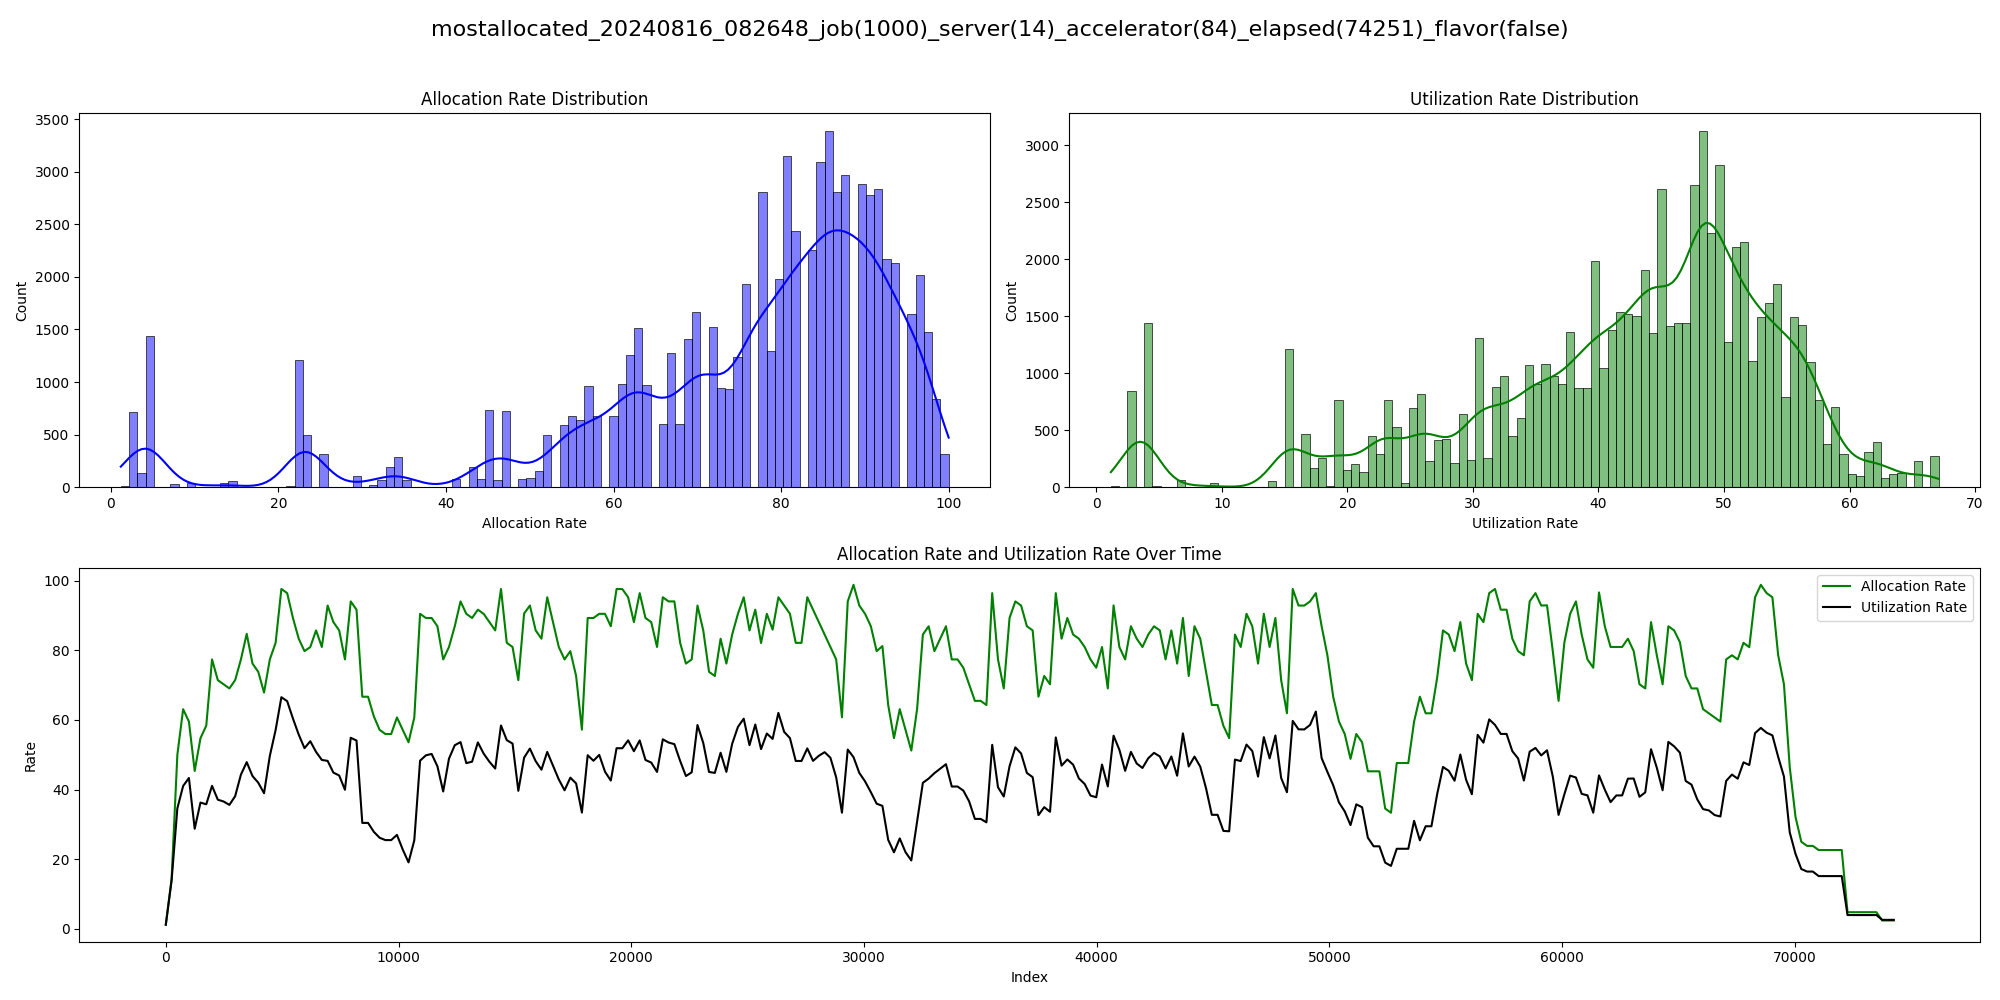 mostallocated_20240816_082648_job(1000)_server(14)_accelerator(84)_elapsed(74251)_flavor(false)
Allocation Rate Distribution
Count
3500
3000
2500
2000
1500
1000
500
0
0 20 40 60 80 100
Allocation Rate
Utilization Rate Distribution
Count
3000
2500
2000
1500
1000
500
0
0 10 20 30 40 50 60 70
Utilization Rate
Allocation Rate and Utilization Rate Over Time
Rate
100
80
60
40
20
0
Allocation Rate
Utilization Rate
0 10000 20000 30000 40000 50000 60000 70000
Index